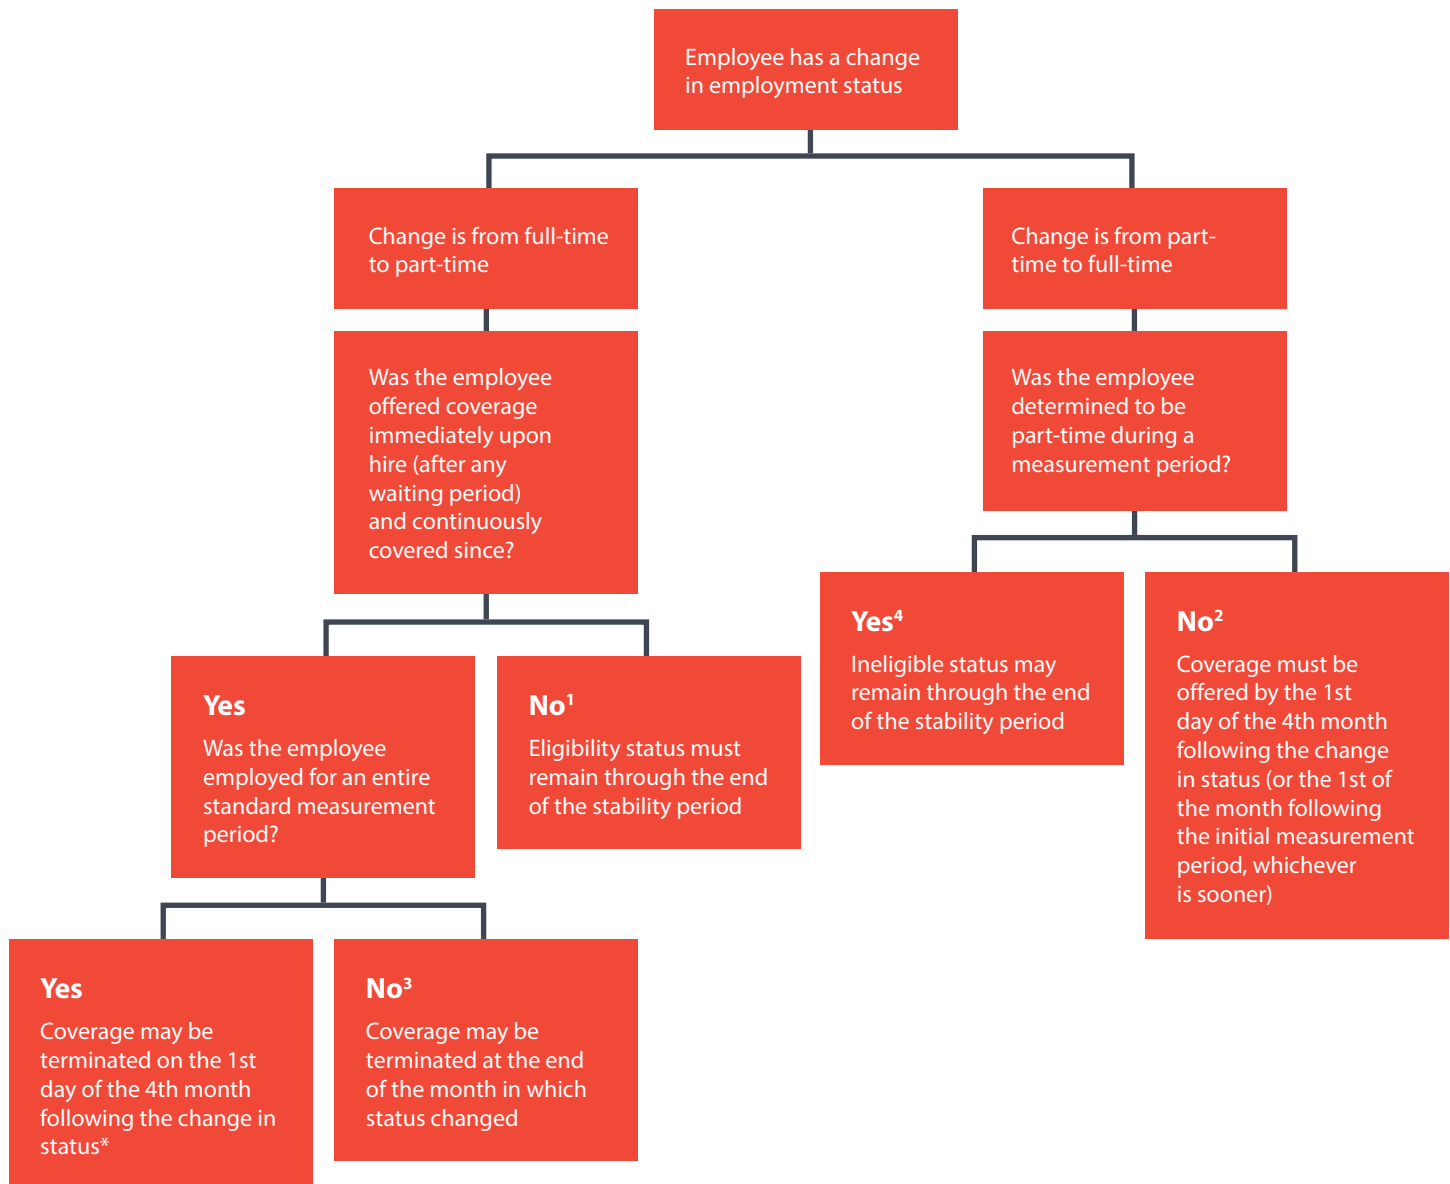 Employee has a change
in employment status
Change is from full-time
to part-time
Change is from part-
time to full-time
Was the employee
offered coverage
immediately upon
hire (after any
waiting period)
and continuously
covered since?
Was the employee
determined to be
part-time during a
measurement period?
Yes
Was the employee
employed for an entire
standard measurement
period?
No¹
Eligibility status must
remain through the end
of the stability period
Yes⁴
Ineligible status may
remain through the end
of the stability period
No²
Coverage must be
offered by the 1st
day of the 4th month
following the change
in status (or the 1st of
the month following
the initial measurement
period, whichever
is sooner)
Yes
Coverage may be
terminated on the 1st
day of the 4th month
following the change in
status*
No³
Coverage may be
terminated at the end
of the month in which
status changed